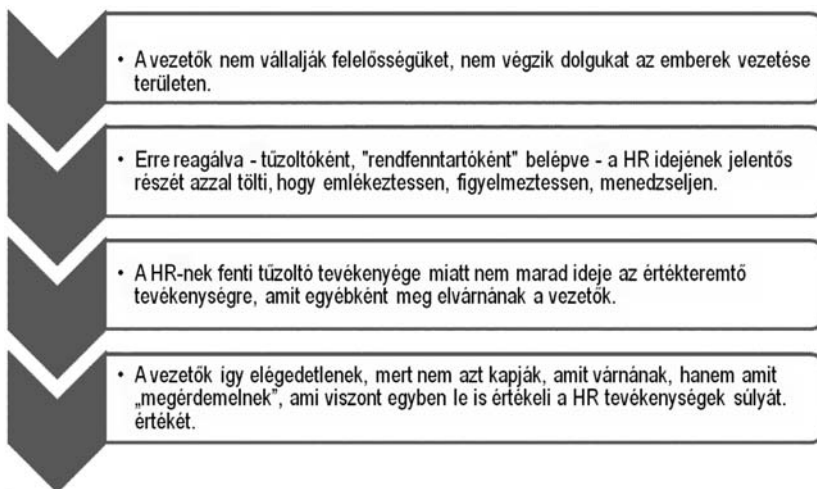 • A vezetők nem vállalják felelősségüket, nem végzik dolgukat az emberek vezetése
területen.
• Erre reagálva - tűzoltóként, "rendfenntartóként" belépve - a HR idejének jelentős
részét azzal tölti, hogy emlékeztessen, figyelmeztessen, menedzseljen.
• A HR-nek fenti tűzoltó tevékenyége miatt nem marad ideje az értékteremtő
tevékenységre, amit egyébként meg elvárnának a vezetők.
• A vezetők így elégedetlenek, mert nem azt kapják, amit várnának, hanem amit
„megérdemelnek", ami viszont egyben le is értékeli a HR tevékenységek súlyát.
értékét.